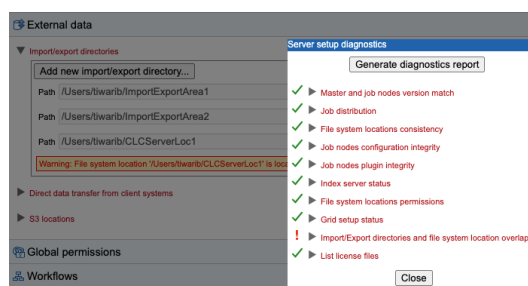 External data
Import/export directories
Add new import/export directory...
Path /Users/tiwarib/ImportExportArea1
Path /Users/tiwarib/ImportExportArea2
Path /Users/tiwarib/CLCServerLoc1
Warning: File system location '/Users/tiwarib/CLCServerLoc1' is
Direct data transfer from client systems
S3 locations
Global permissions
Workflows
Server setup diagnostics
Generate diagnostics report
Master and job nodes version match
Job distribution
File system locations consistency
Job nodes configuration integrity
Job nodes plugin integrity
Index server status
File system locations permissions
Grid setup status
Import/Export directories and file system location overlap
List license files
Close